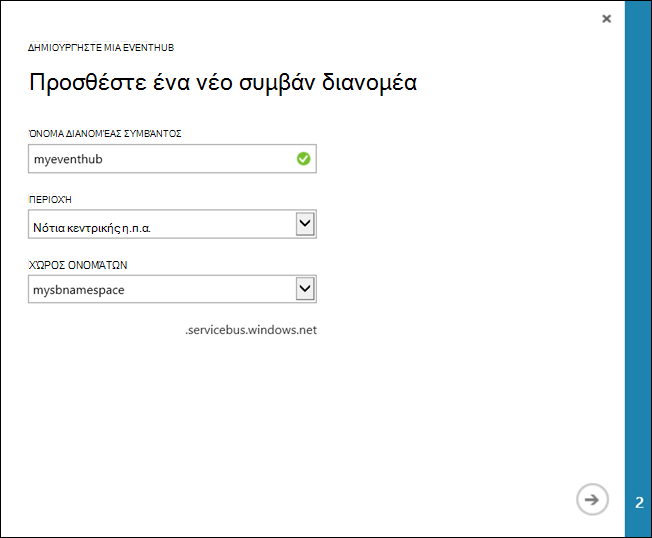 ΔΗΜΙΟΥΡΓΗΣΤΕ ΜΙΑ EVENTHUB
Προσθέστε ένα νέο συμβάν διανομέα
ΌΝΟΜΑ ΔΙΑΝΟΜΈΑΣ ΣΥΜΒΆΝΤΟΣ
myeventhub
ΠΕΡΙΟΧΉ
Νότια κεντρικής η.π.α.
ΧΏΡΟΣ ΟΝΟΜΆΤΩΝ
mysbnamespace
.servicebus.windows.net
2